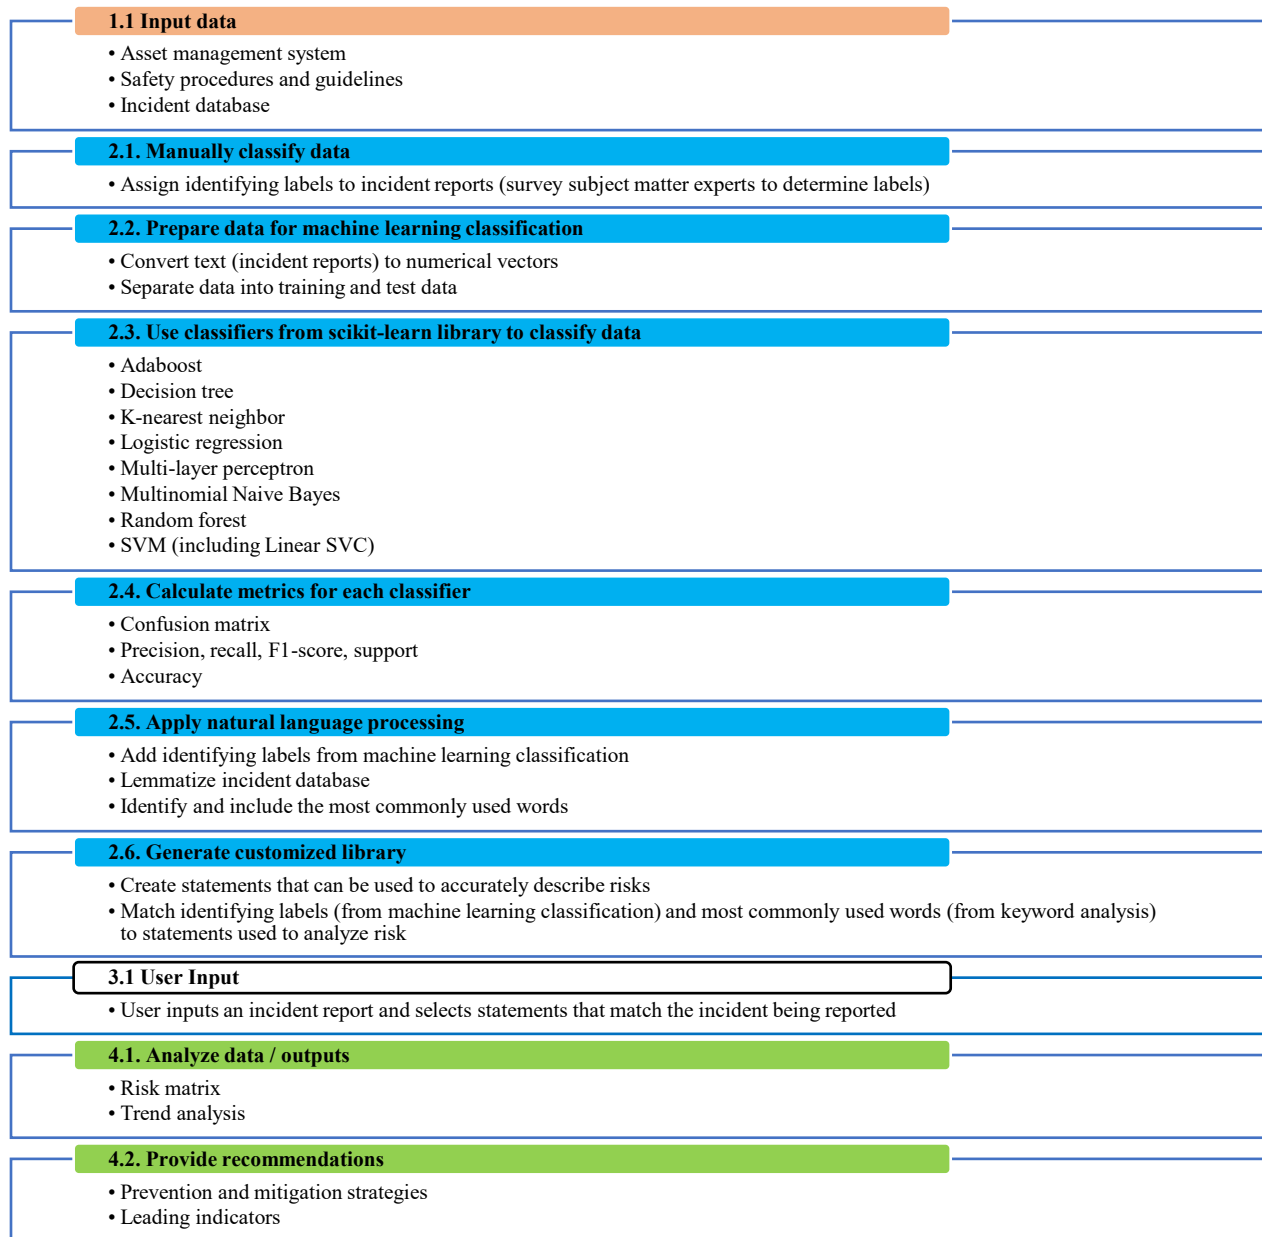 1.1 Input data
• Asset management system
• Safety procedures and guidelines
• Incident database
2.1. Manually classify data
• Assign identifying labels to incident reports (survey subject matter experts to determine labels)
2.2. Prepare data for machine learning classification
• Convert text (incident reports) to numerical vectors
• Separate data into training and test data
2.3. Use classifiers from scikit-learn library to classify data
• Adaboost
• Decision tree
• K-nearest neighbor
• Logistic regression
• Multi-layer perceptron
• Multinomial Naive Bayes
• Random forest
• SVM (including Linear SVC)
2.4. Calculate metrics for each classifier
• Confusion matrix
• Precision, recall, F1-score, support
• Accuracy
2.5. Apply natural language processing
• Add identifying labels from machine learning classification
• Lemmatize incident database
• Identify and include the most commonly used words
2.6. Generate customized library
• Create statements that can be used to accurately describe risks
• Match identifying labels (from machine learning classification) and most commonly used words (from keyword analysis)
to statements used to analyze risk
3.1 User Input
• User inputs an incident report and selects statements that match the incident being reported
4.1. Analyze data / outputs
• Risk matrix
• Trend analysis
4.2. Provide recommendations
• Prevention and mitigation strategies
• Leading indicators